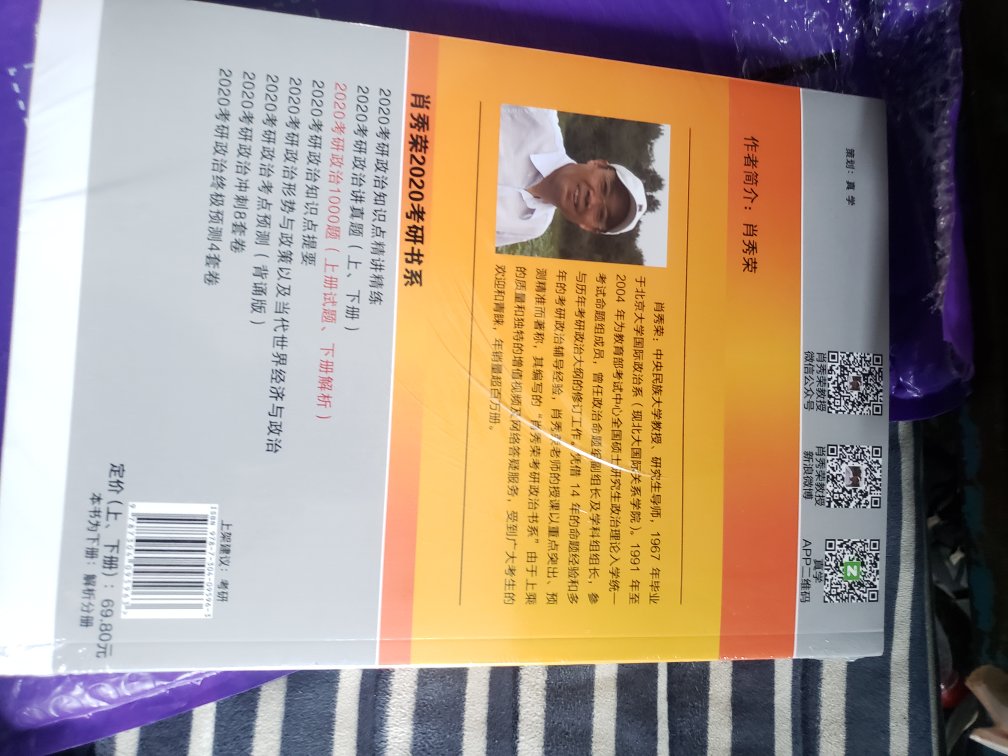 策划：真 学
肖秀荣教授
微信公众号
肖秀荣教授
新浪微博
真学
APP二维码
作者简介：肖秀荣
肖秀荣：中央民族大学教授、研究生导师，1967 年毕业
于北京大学国际政治系（现北大国际关系学院）。1991 年至
2004 年为教育部考试中心全国硕士研究生政治理论入学统一
考试命题组成员，曾任政治命题组副组长及学科组组长，参
与历年考研政治大纲的修订工作。凭借 14 年的命题经验和多
年的考研政治辅导经验，肖秀荣老师的授课以重点突出、预
测精准而著称，其编写的“肖秀荣考研政治书系”由于上乘
的质量和独特的增值视频及网络答疑服务，受到广大考生的
欢迎和青睐，年销量超百万册。
肖秀荣2020考研书系
2020考研政治知识点精讲精练
2020考研政治讲真题（上、下册）
2020考研政治1000题（上册试题、下册解析）
2020考研政治知识点提要
2020考研政治形势与政策以及当代世界经济与政治
2020考研政治考点预测（背诵版）
2020考研政治冲刺8套卷
2020考研政治终极预测4套卷
上架建议：考研
定价(上、下册)：69.80元
本书为下册：解析分册